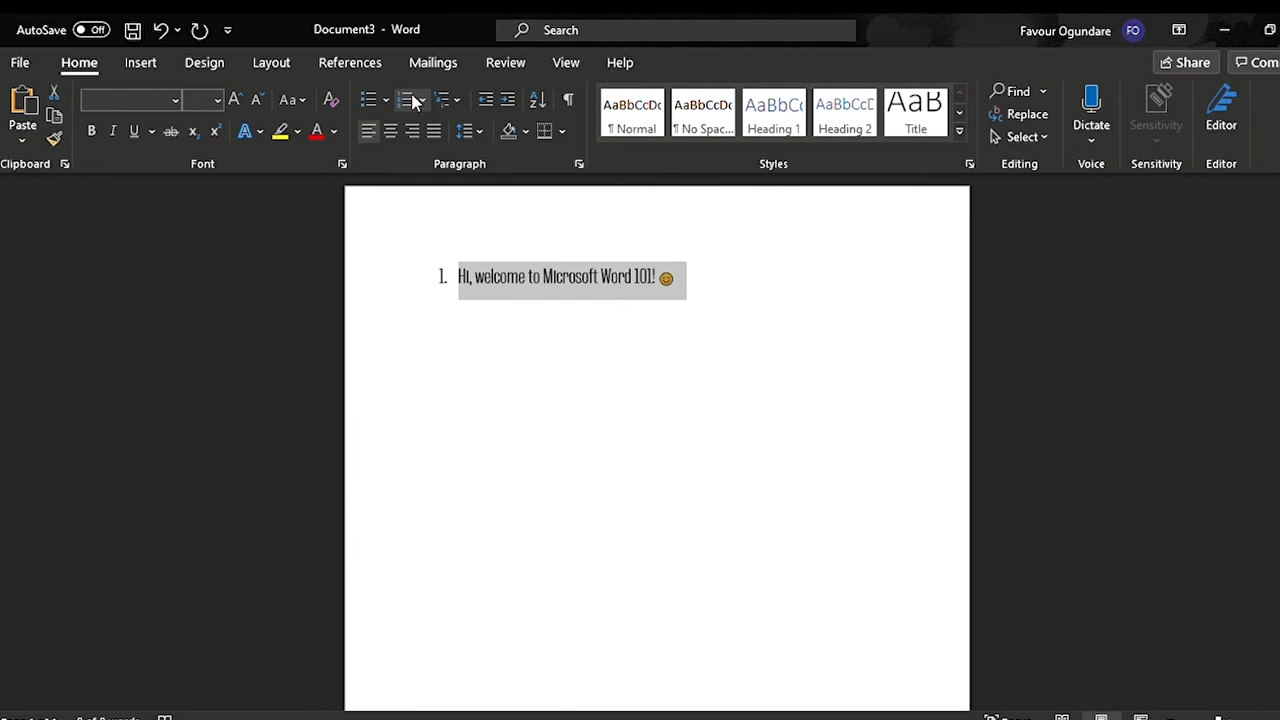 AutoSave Off Document3 - Word Search Favour Ogundare FO
File Home Insert Design Layout References Mailings Review View Help Share
Paste
Aa
AaBbCcDc
¶ Normal
AaBbCcDc
¶ No Spac...
AaBbCc
Heading 1
AaBbCcD
Heading 2
AaB
Title
Find
Replace
Select
Dictate
Sensitivity
Editor
Clipboard Font Paragraph Styles Editing Voice Sensitivity Editor
1. Hi, welcome to Microsoft Word 101! 😊